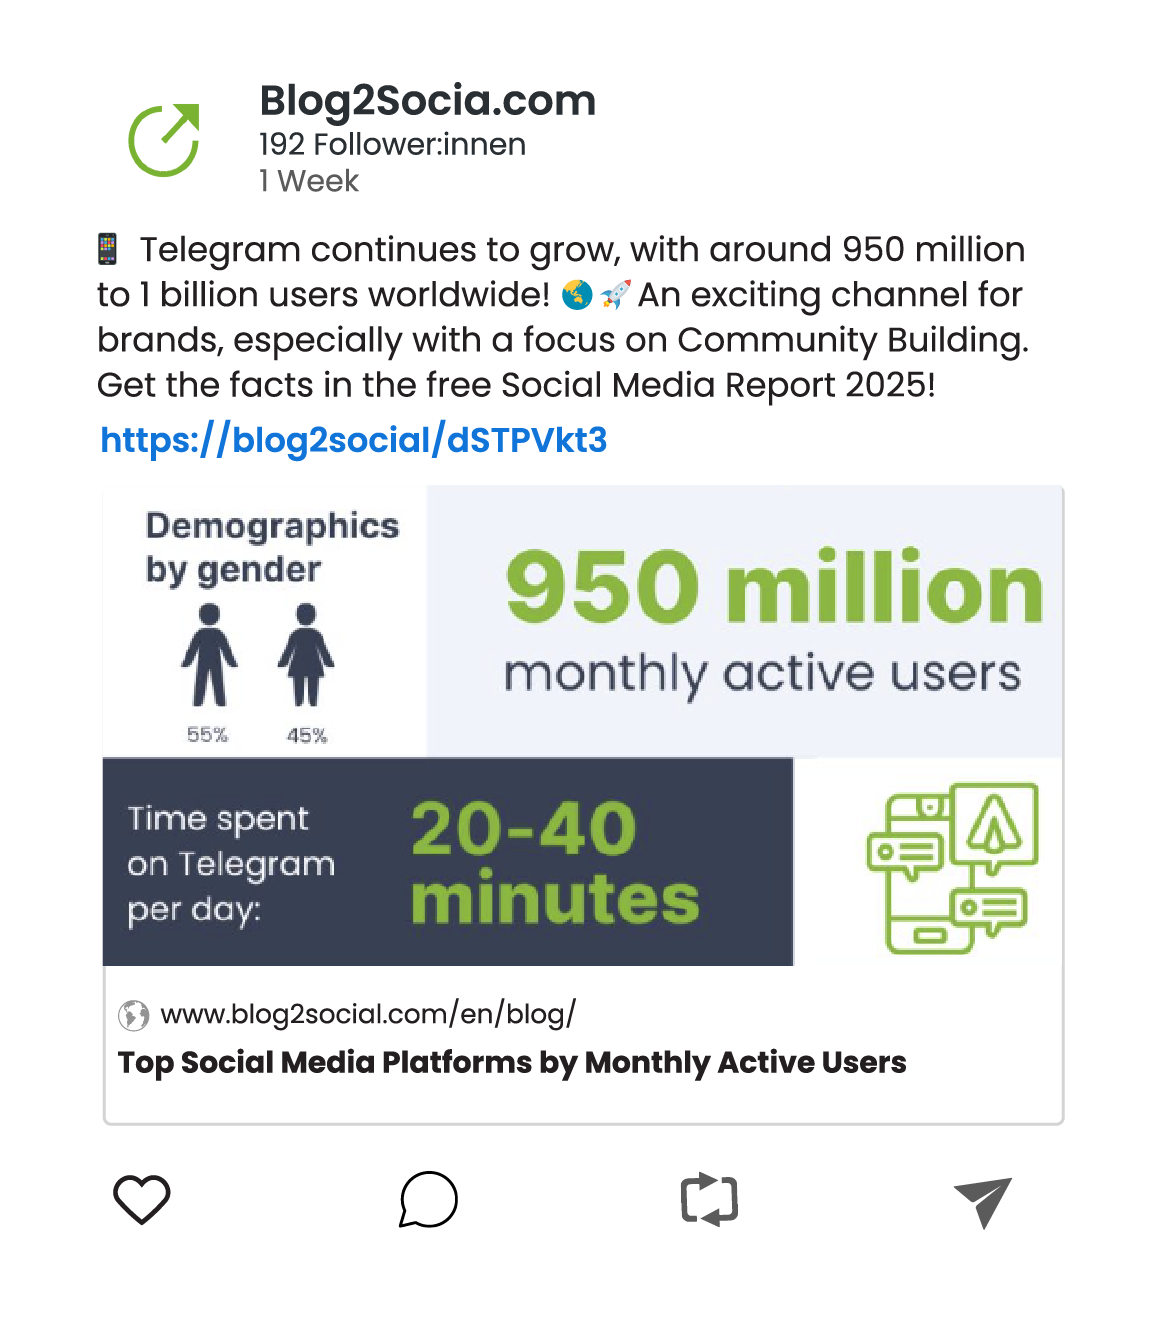 Blog2Socia.com
192 Follower:innen
1 Week
📱 Telegram continues to grow, with around 950 million
to 1 billion users worldwide! 🌏🚀 An exciting channel for
brands, especially with a focus on Community Building.
Get the facts in the free Social Media Report 2025!
https://blog2social/dSTPVkt3
Demographics
by gender
55% 45%
950 million
monthly active users
Time spent
on Telegram
per day:
20-40
minutes
www.blog2social.com/en/blog/
Top Social Media Platforms by Monthly Active Users